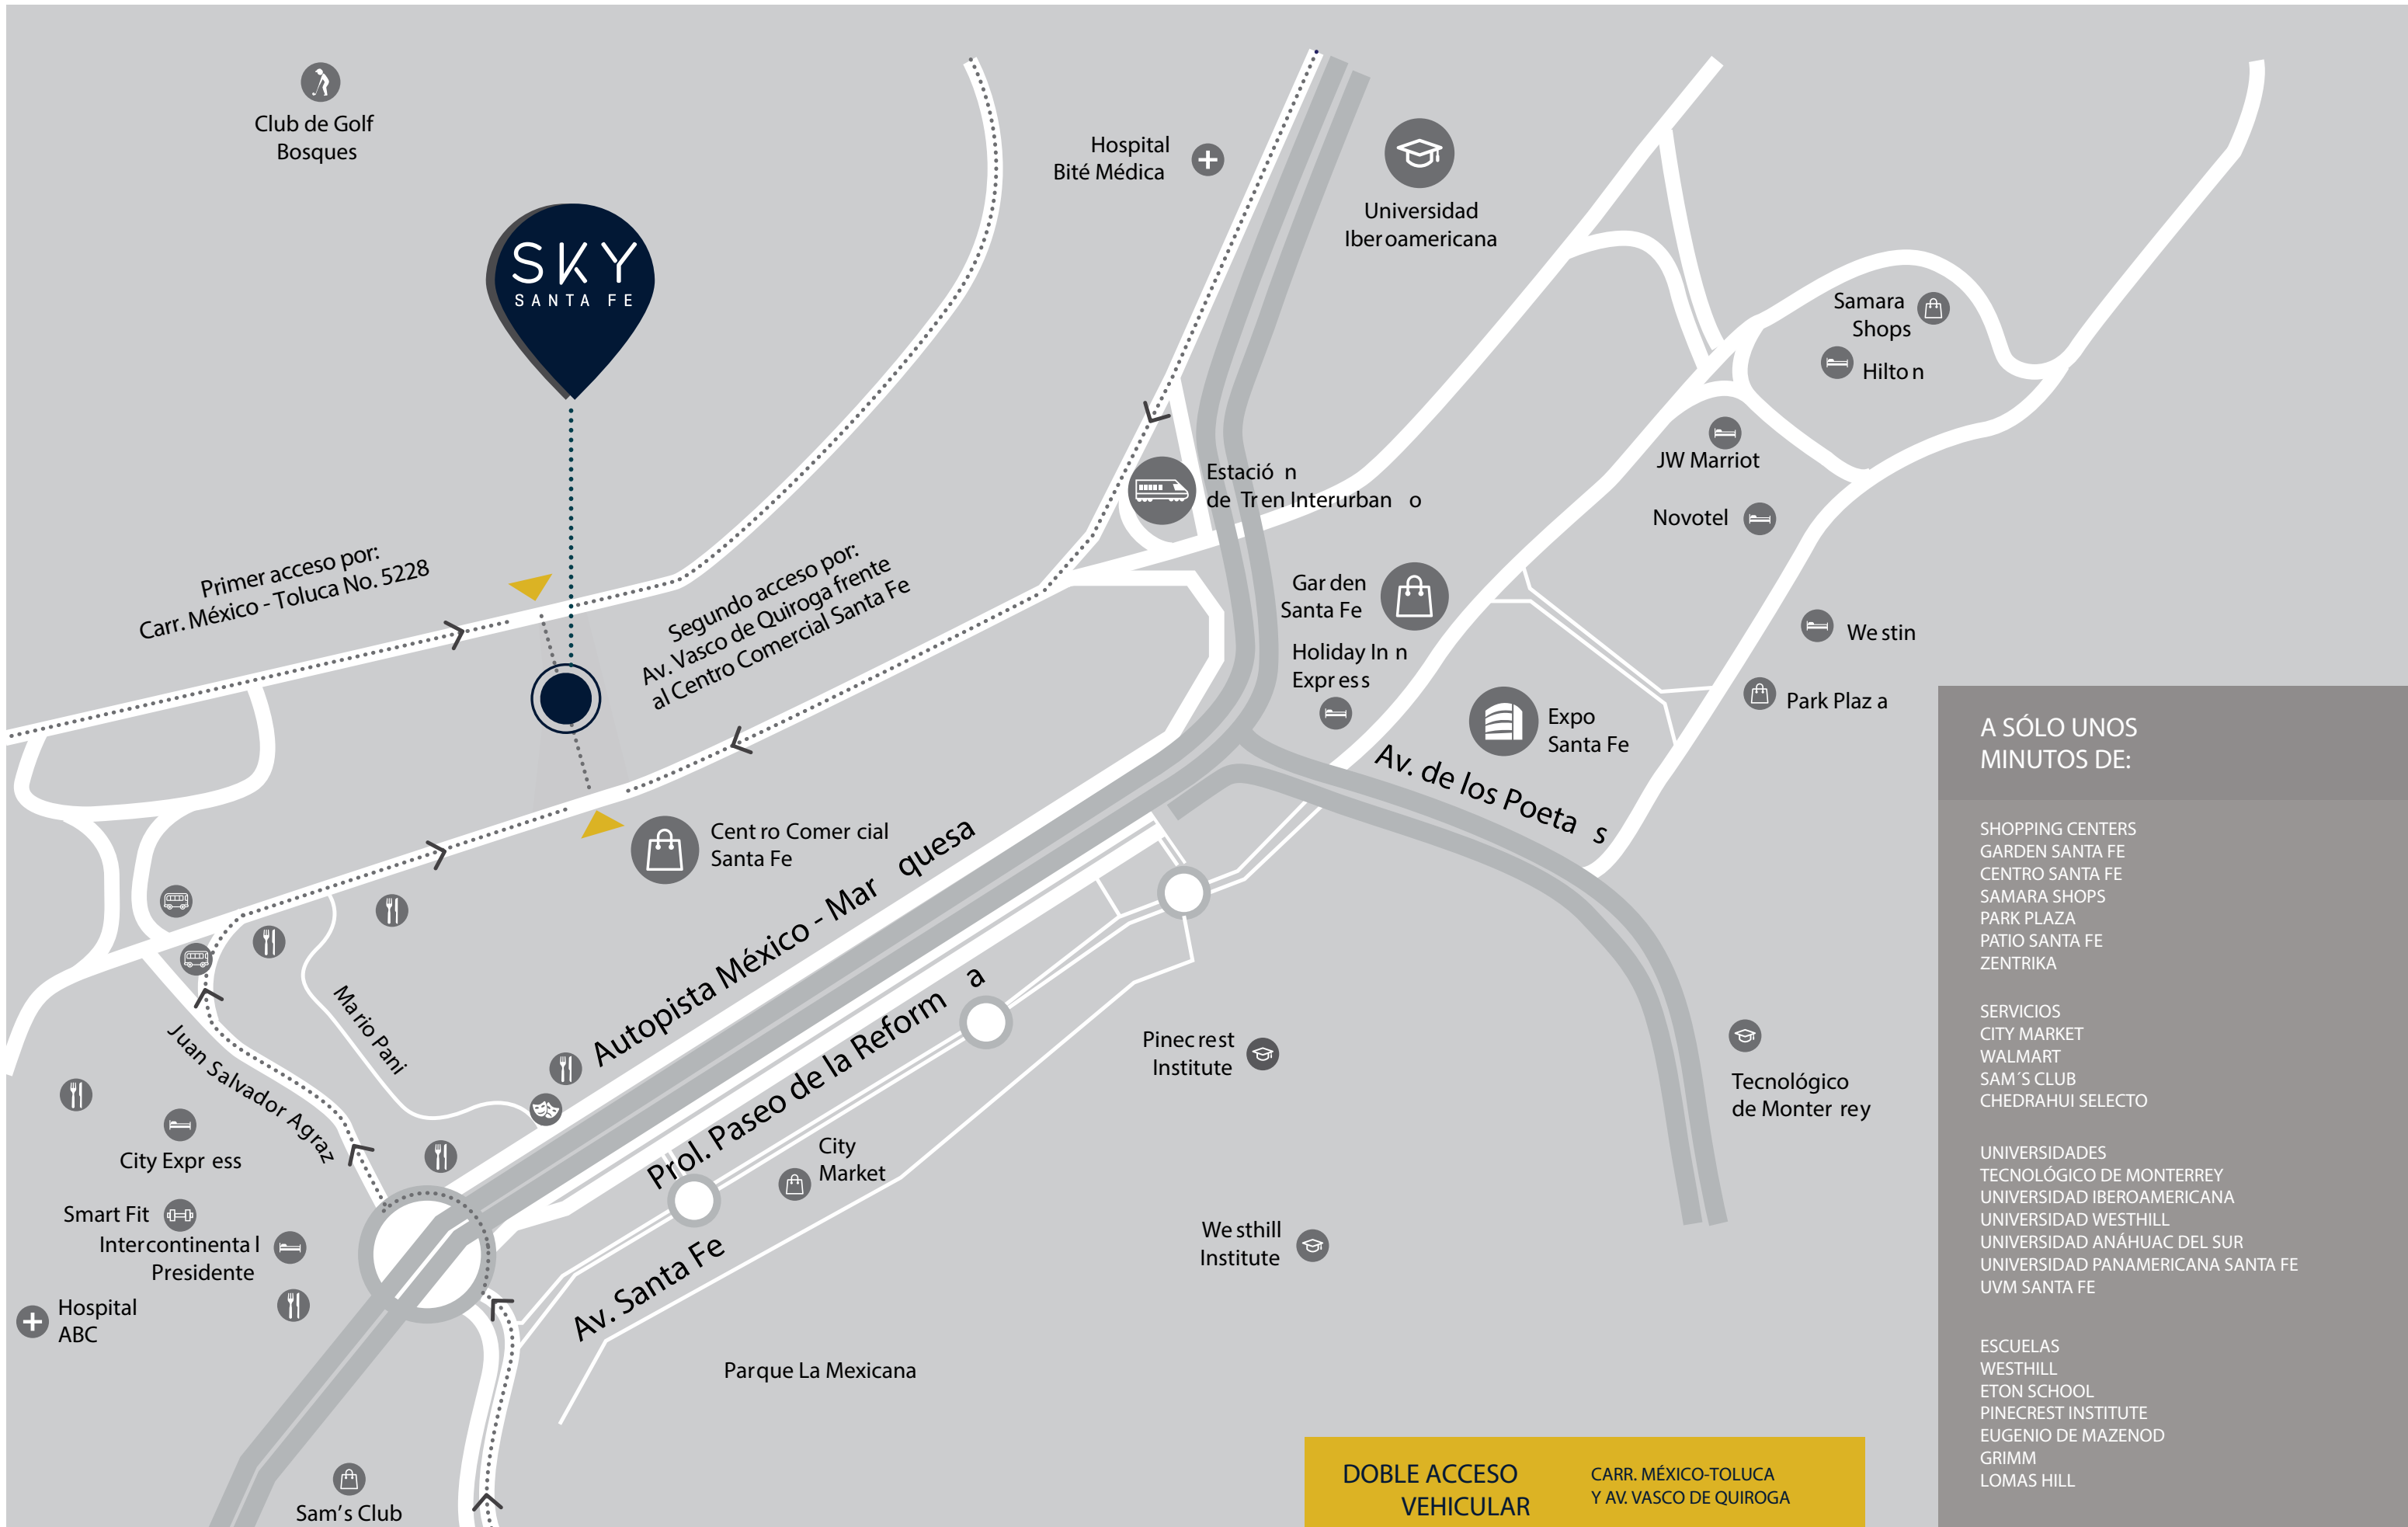 Club de Golf
Bosques
SKY
SANTA FE
Hospital
Bité Médica
Universidad
Iberoamericana
Samara
Shops
Hilton
JW Marriot
Novotel
Estación
de Tren Interurbano
Primer acceso por:
Carr. México - Toluca No. 5228
Segundo acceso por:
Av. Vasco de Quiroga frente
al Centro Comercial Santa Fe
Garden
Santa Fe
Holiday Inn
Express
Westin
Park Plaza
Expo
Santa Fe
Av. de los Poetas
Centro Comercial
Santa Fe
Autopista México - Marquesa
Prol. Paseo de la Reforma
Mario Pani
Juan Salvador Agraz
Pinecrest
Institute
Tecnológico
de Monterrey
City Express
City
Market
Smart Fit
Intercontinental
Presidente
Westhill
Institute
Av. Santa Fe
Hospital
ABC
Parque La Mexicana
Sam's Club
DOBLE ACCESO
VEHICULAR
CARR. MÉXICO-TOLUCA
Y AV. VASCO DE QUIROGA
A SÓLO UNOS
MINUTOS DE:
SHOPPING CENTERS
GARDEN SANTA FE
CENTRO SANTA FE
SAMARA SHOPS
PARK PLAZA
PATIO SANTA FE
ZENTRIKA
SERVICIOS
CITY MARKET
WALMART
SAM´S CLUB
CHEDRAHUI SELECTO
UNIVERSIDADES
TECNOLÓGICO DE MONTERREY
UNIVERSIDAD IBEROAMERICANA
UNIVERSIDAD WESTHILL
UNIVERSIDAD ANÁHUAC DEL SUR
UNIVERSIDAD PANAMERICANA SANTA FE
UVM SANTA FE
ESCUELAS
WESTHILL
ETON SCHOOL
PINECREST INSTITUTE
EUGENIO DE MAZENOD
GRIMM
LOMAS HILL